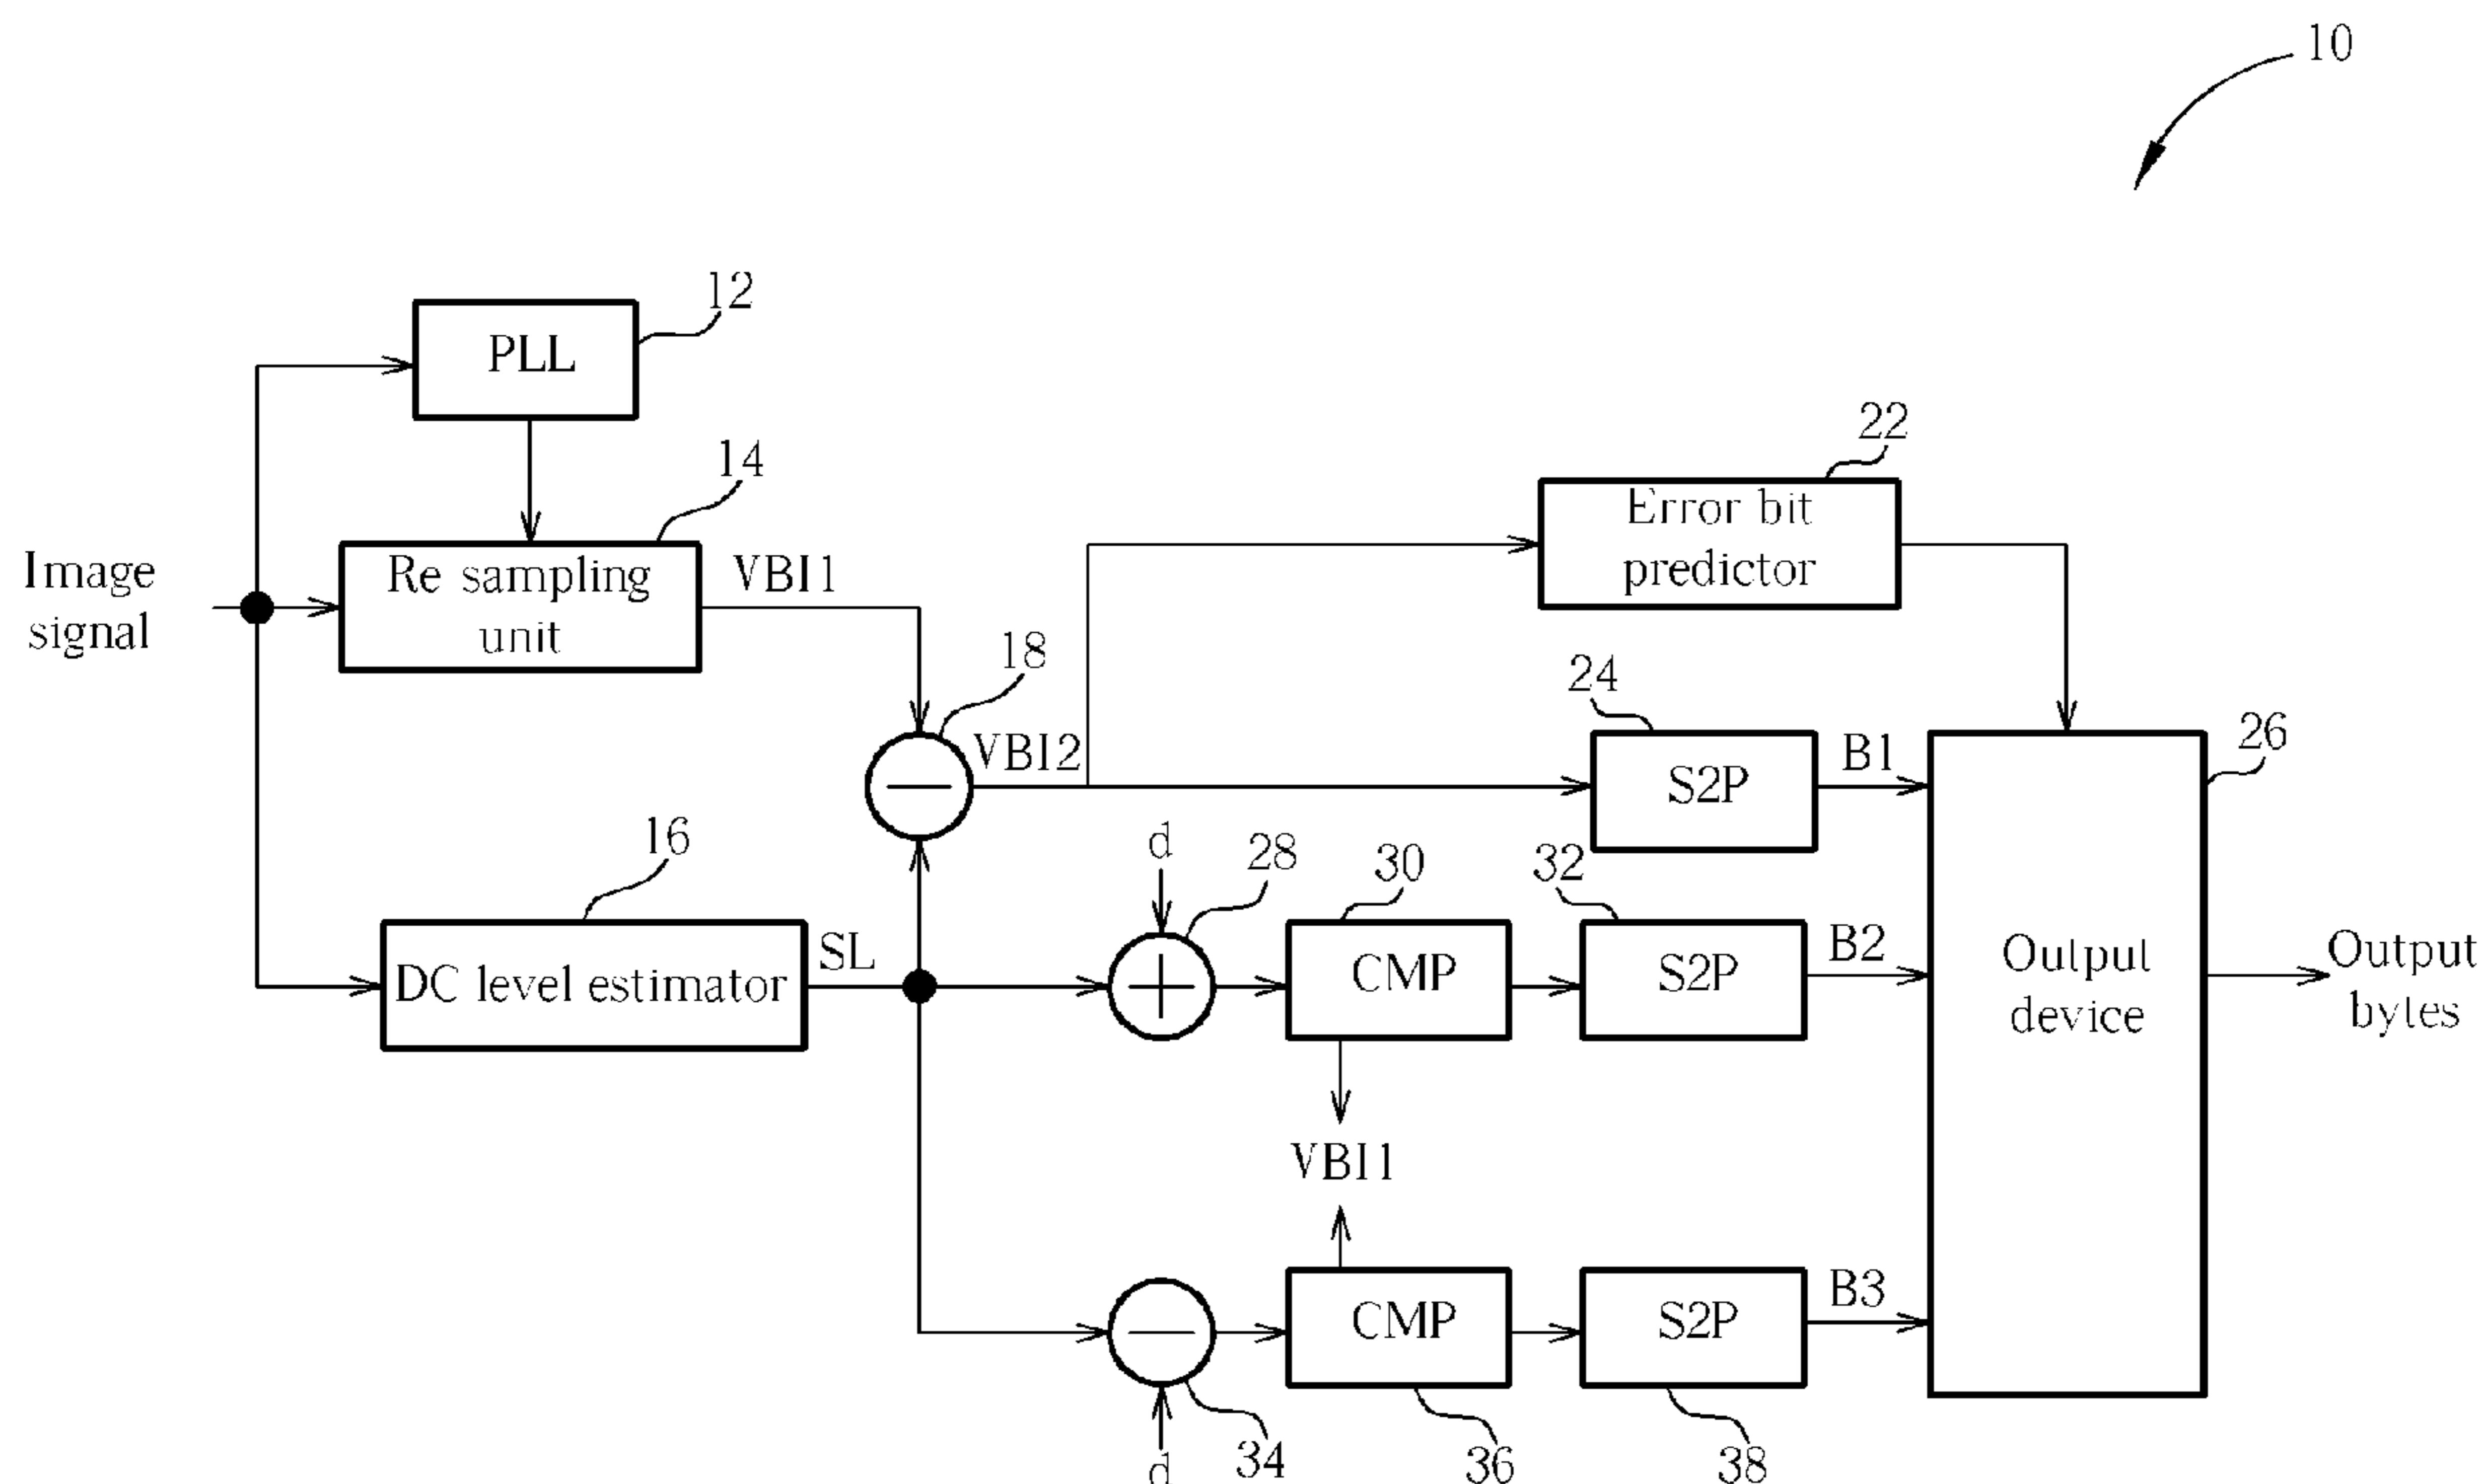 10
12
PLL
14
Image
signal
Re sampling
unit
VBI1
22
Error bit
predictor
18
VBI2
24
S2P
B1
26
16
DC level estimator
SL
d
28
30
CMP
32
S2P
B2
Output
device
Output
bytes
VBI1
CMP
S2P
B3
d
34
36
38